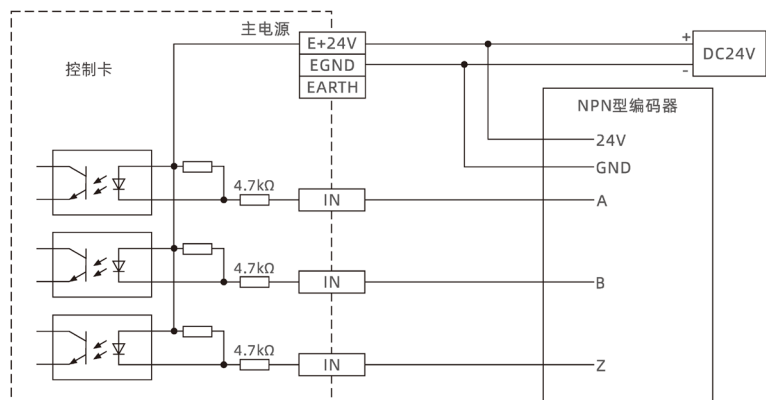 主电源
E+24V
EGND
EARTH
+
DC24V
-
控制卡
NPN型编码器
24V
GND
4.7kΩ
IN
A
4.7kΩ
IN
B
4.7kΩ
IN
Z